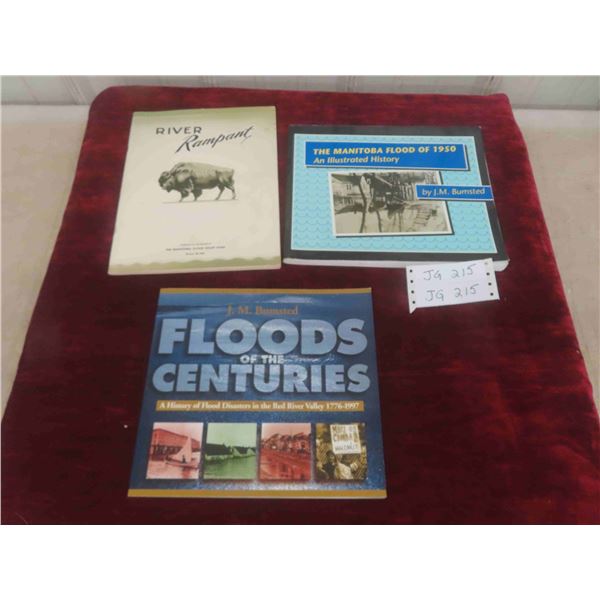 RIVER
Rampant
THE MANITOBA FLOOD OF 1950
An Illustrated History
by J.M. Bumsted
JG 215
JG 215
J. M. Bumsted
FLOODS
OF THE
CENTURIES
A History of Flood Disasters in the Red River Valley 1776-1997